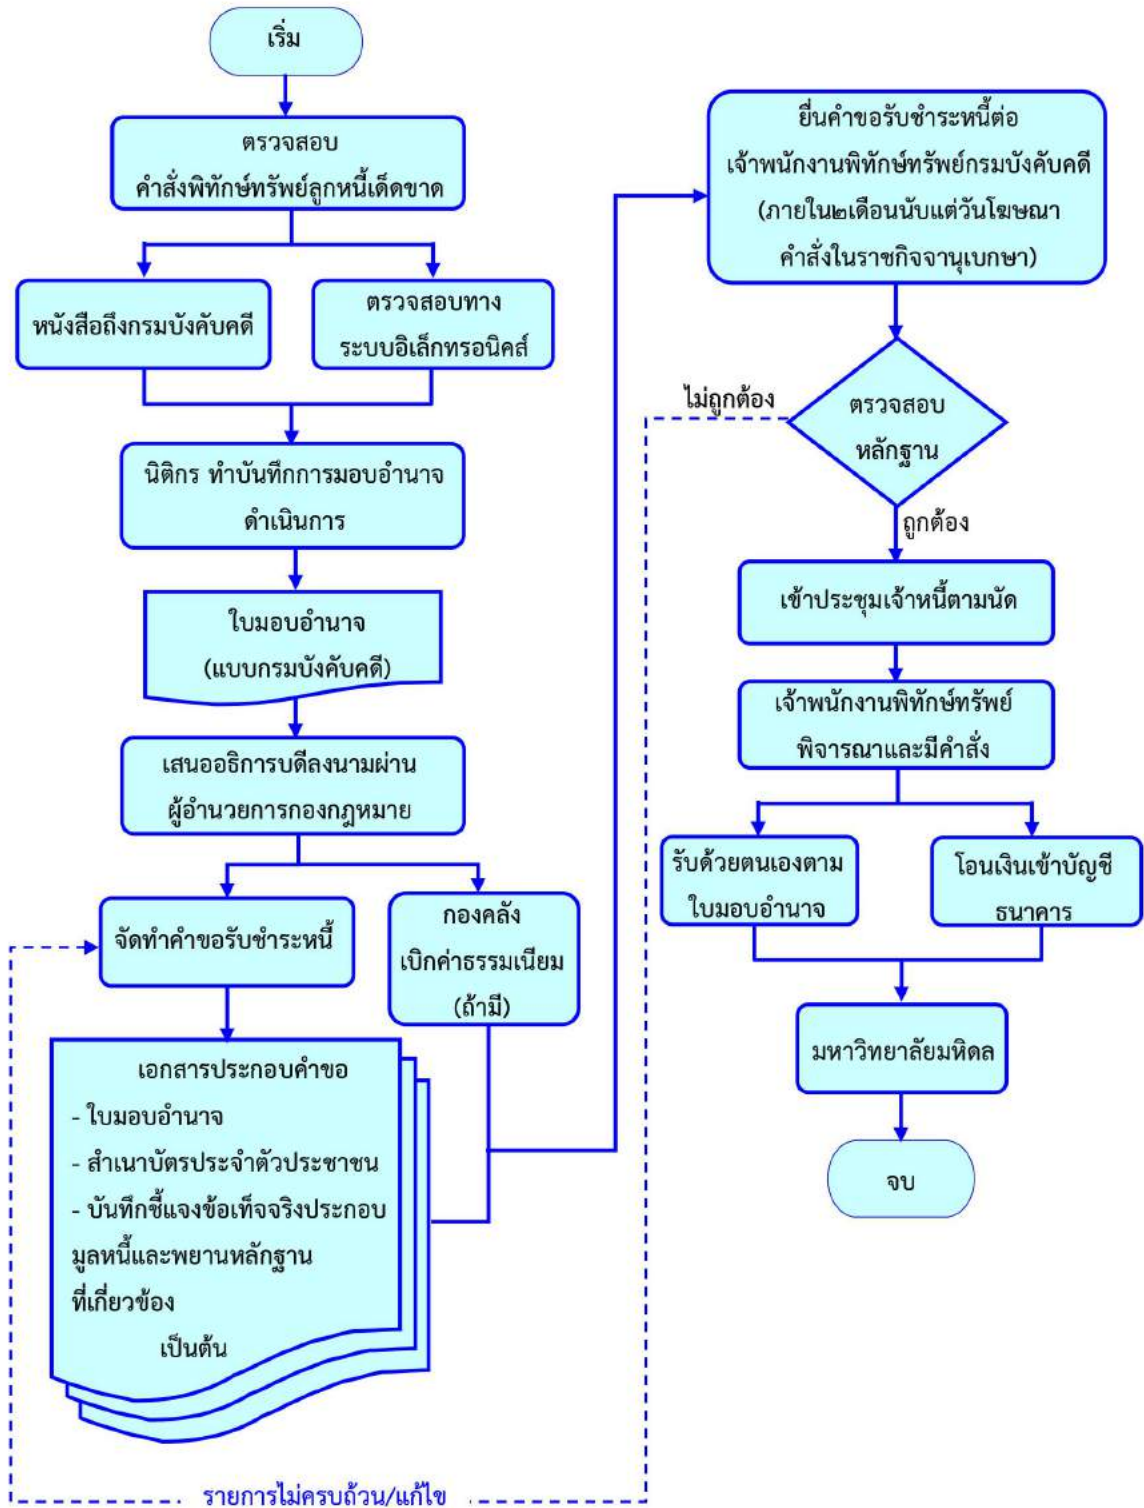 เริ่ม
ตรวจสอบ
คำสั่งพิทักษ์ทรัพย์ลูกหนี้เด็ดขาด
หนังสือถึงกรมบังคับคดี
ตรวจสอบทาง
ระบบอิเล็กทรอนิคส์
นิติกร ทำบันทึกการมอบอำนาจ
ดำเนินการ
ใบมอบอำนาจ
(แบบกรมบังคับคดี)
เสนออธิการบดีลงนามผ่าน
ผู้อำนวยการกองกฎหมาย
จัดทำคำขอรับชำระหนี้
กองคลัง
เบิกค่าธรรมเนียม
(ถ้ามี)
เอกสารประกอบคำขอ
- ใบมอบอำนาจ
- สำเนาบัตรประจำตัวประชาชน
- บันทึกชี้แจงข้อเท็จจริงประกอบ
มูลหนี้และพยานหลักฐาน
ที่เกี่ยวข้อง
เป็นต้น
รายการไม่ครบถ้วน/แก้ไข
ยื่นคำขอรับชำระหนี้ต่อ
เจ้าพนักงานพิทักษ์ทรัพย์กรมบังคับคดี
(ภายใน๒เดือนนับแต่วันโฆษณา
คำสั่งในราชกิจจานุเบกษา)
ไม่ถูกต้อง
ตรวจสอบ
หลักฐาน
ถูกต้อง
เข้าประชุมเจ้าหนี้ตามนัด
เจ้าพนักงานพิทักษ์ทรัพย์
พิจารณาและมีคำสั่ง
รับด้วยตนเองตาม
ใบมอบอำนาจ
โอนเงินเข้าบัญชี
ธนาคาร
มหาวิทยาลัยมหิดล
จบ